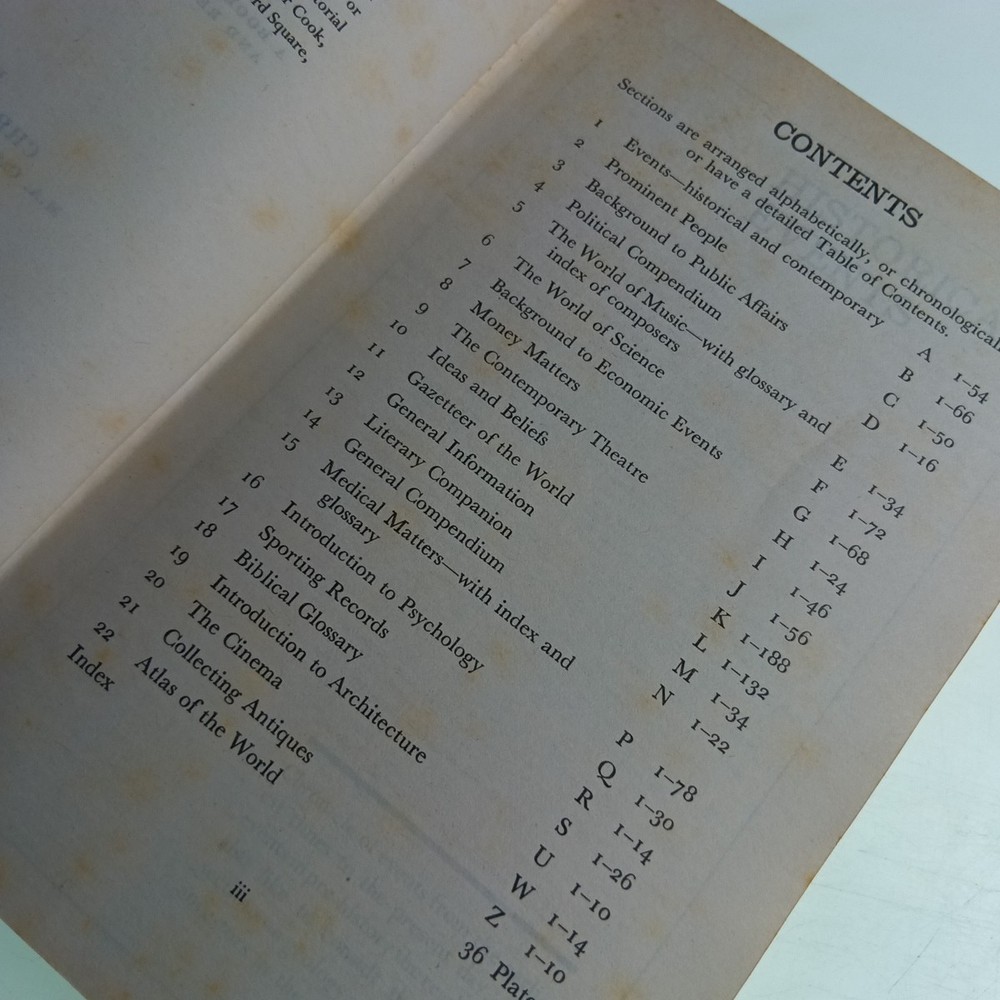 or
torial
Cook,
rd Square,
CONTENTS
Sections are arranged alphabetically, or chronologicall
or have a detailed Table of Contents.
1 Events—historical and contemporary A 1–54
2 Prominent People B 1–66
3 Background to Public Affairs C 1–50
4 Political Compendium D 1–16
5 The World of Music—with glossary and
index of composers E 1–34
6 The World of Science F 1–72
7 Background to Economic Events G 1–68
8 Money Matters H 1–24
9 The Contemporary Theatre I 1–46
10 Ideas and Beliefs J 1–56
11 Gazetteer of the World K 1–188
12 General Information L 1–132
13 Literary Companion M 1–34
14 General Compendium N 1–22
15 Medical Matters—with index and
glossary P 1–78
16 Introduction to Psychology Q 1–30
17 Sporting Records R 1–14
18 Biblical Glossary S 1–26
19 Introduction to Architecture U 1–10
20 The Cinema W 1–14
21 Collecting Antiques Z 1–10
22 Atlas of the World 36 Plate
Index
iii